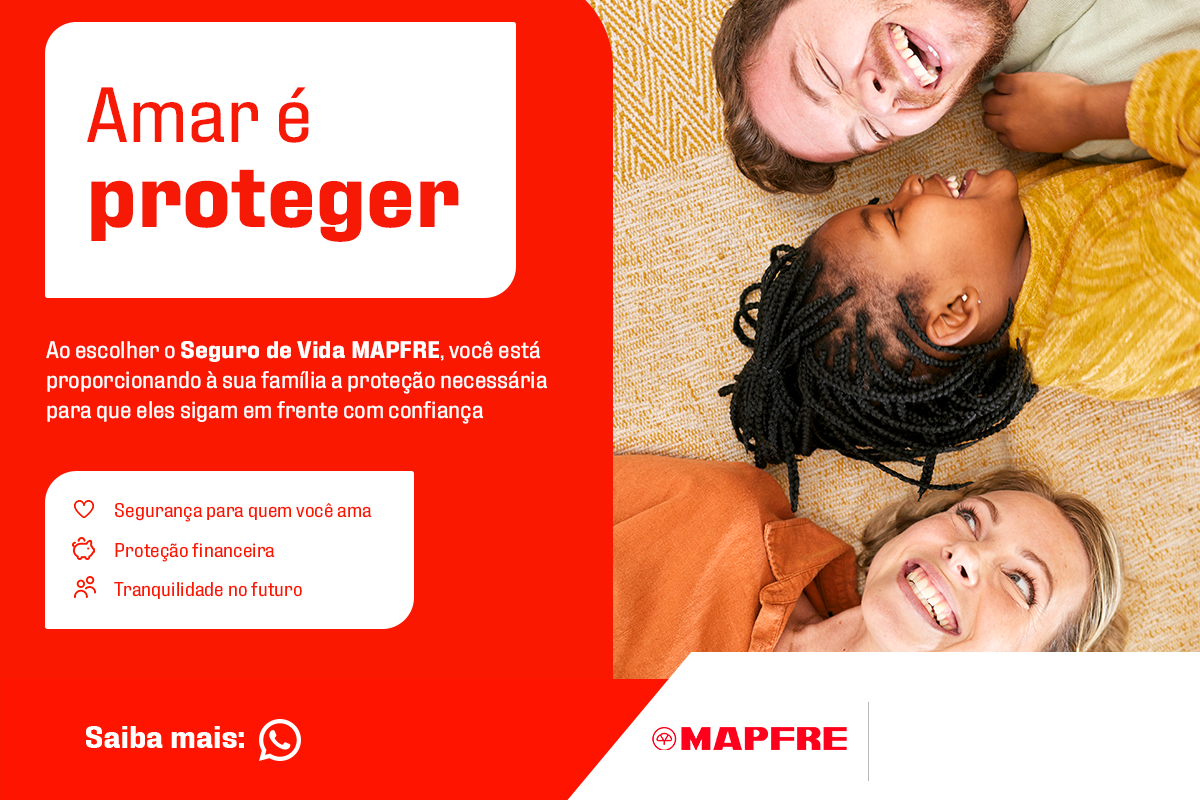 Amar é
proteger
Ao escolher o Seguro de Vida MAPFRE, você está
proporcionando à sua família a proteção necessária
para que eles sigam em frente com confiança
Segurança para quem você ama
Proteção financeira
Tranquilidade no futuro
Saiba mais:
MAPFRE